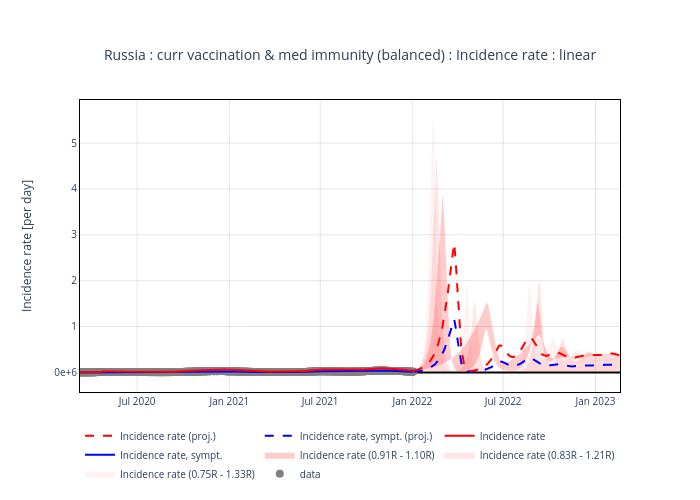 Russia : curr vaccination & med immunity (balanced) : Incidence rate : linear
Incidence rate [per day]
5
4
3
2
1
0e+6
Jul 2020 Jan 2021 Jul 2021 Jan 2022 Jul 2022 Jan 2023
Incidence rate (proj.) Incidence rate, sympt. (proj.) Incidence rate
Incidence rate, sympt. Incidence rate (0.91R - 1.10R) Incidence rate (0.83R - 1.21R)
Incidence rate (0.75R - 1.33R) data